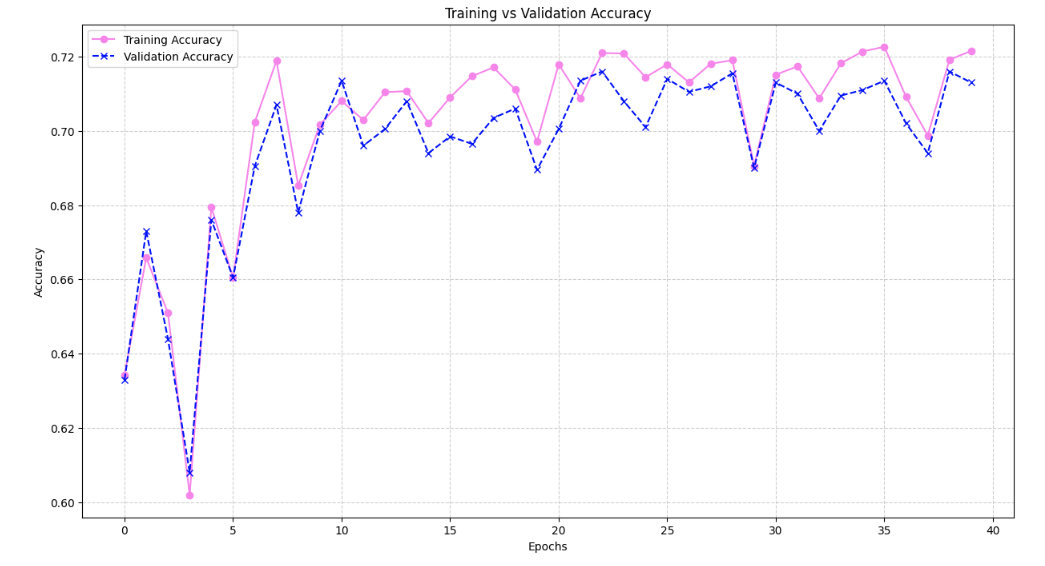 Training vs Validation Accuracy
Training Accuracy
Validation Accuracy
0.72
0.70
0.68
0.66
0.64
0.62
0.60
Accuracy
0 5 10 15 20 25 30 35 40
Epochs